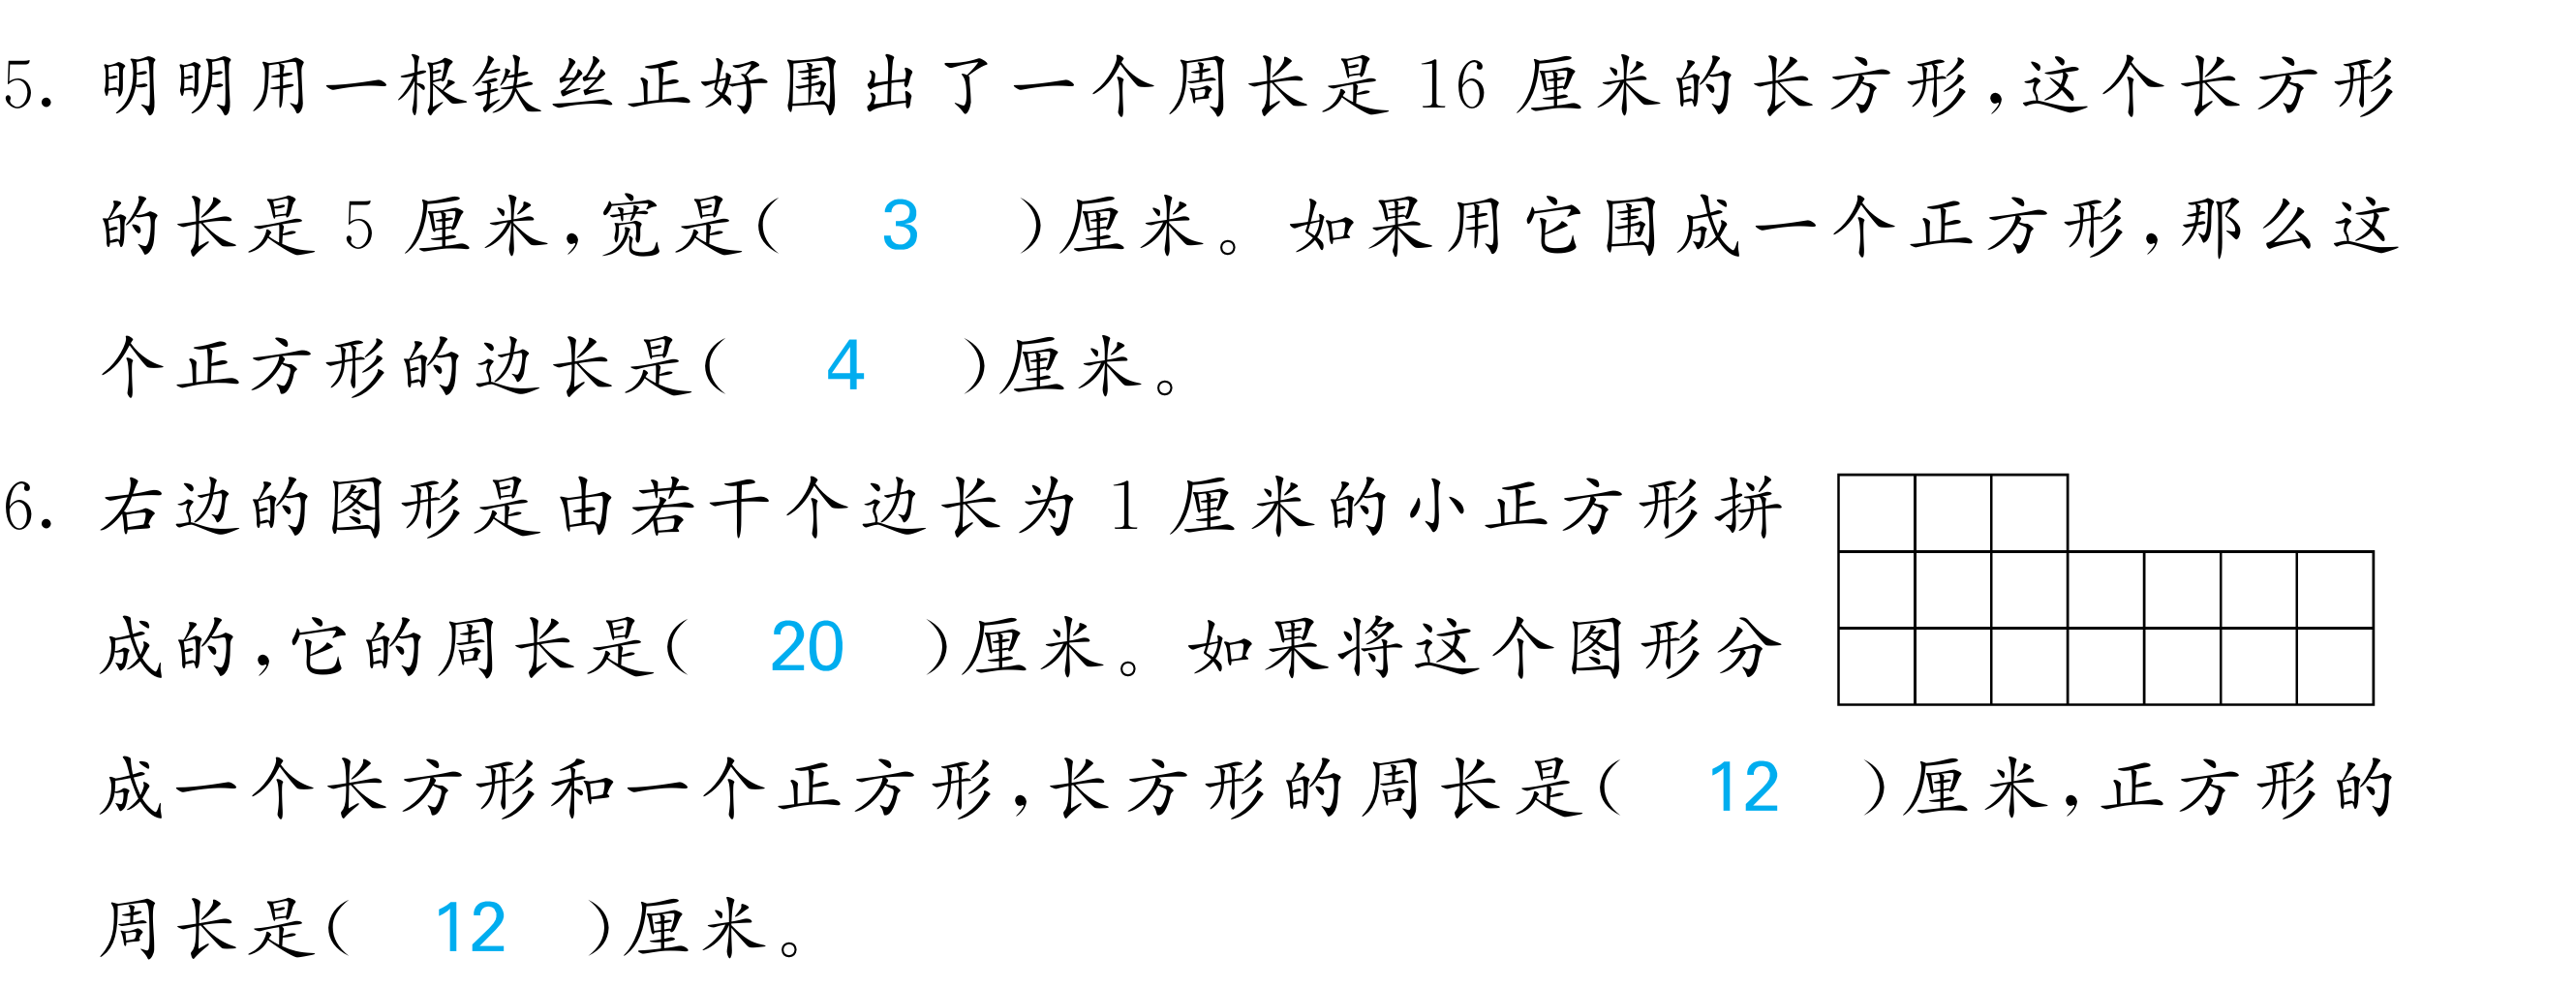 5. 明明用一根铁丝正好围出了一个周长是 16 厘米的长方形,这个长方形
的长是 5 厘米,宽是( 3 )厘米。如果用它围成一个正方形,那么这
个正方形的边长是( 4 )厘米。
6. 右边的图形是由若干个边长为 1 厘米的小正方形拼
成的,它的周长是( 20 )厘米。如果将这个图形分
成一个长方形和一个正方形,长方形的周长是( 12 )厘米,正方形的
周长是( 12 )厘米。